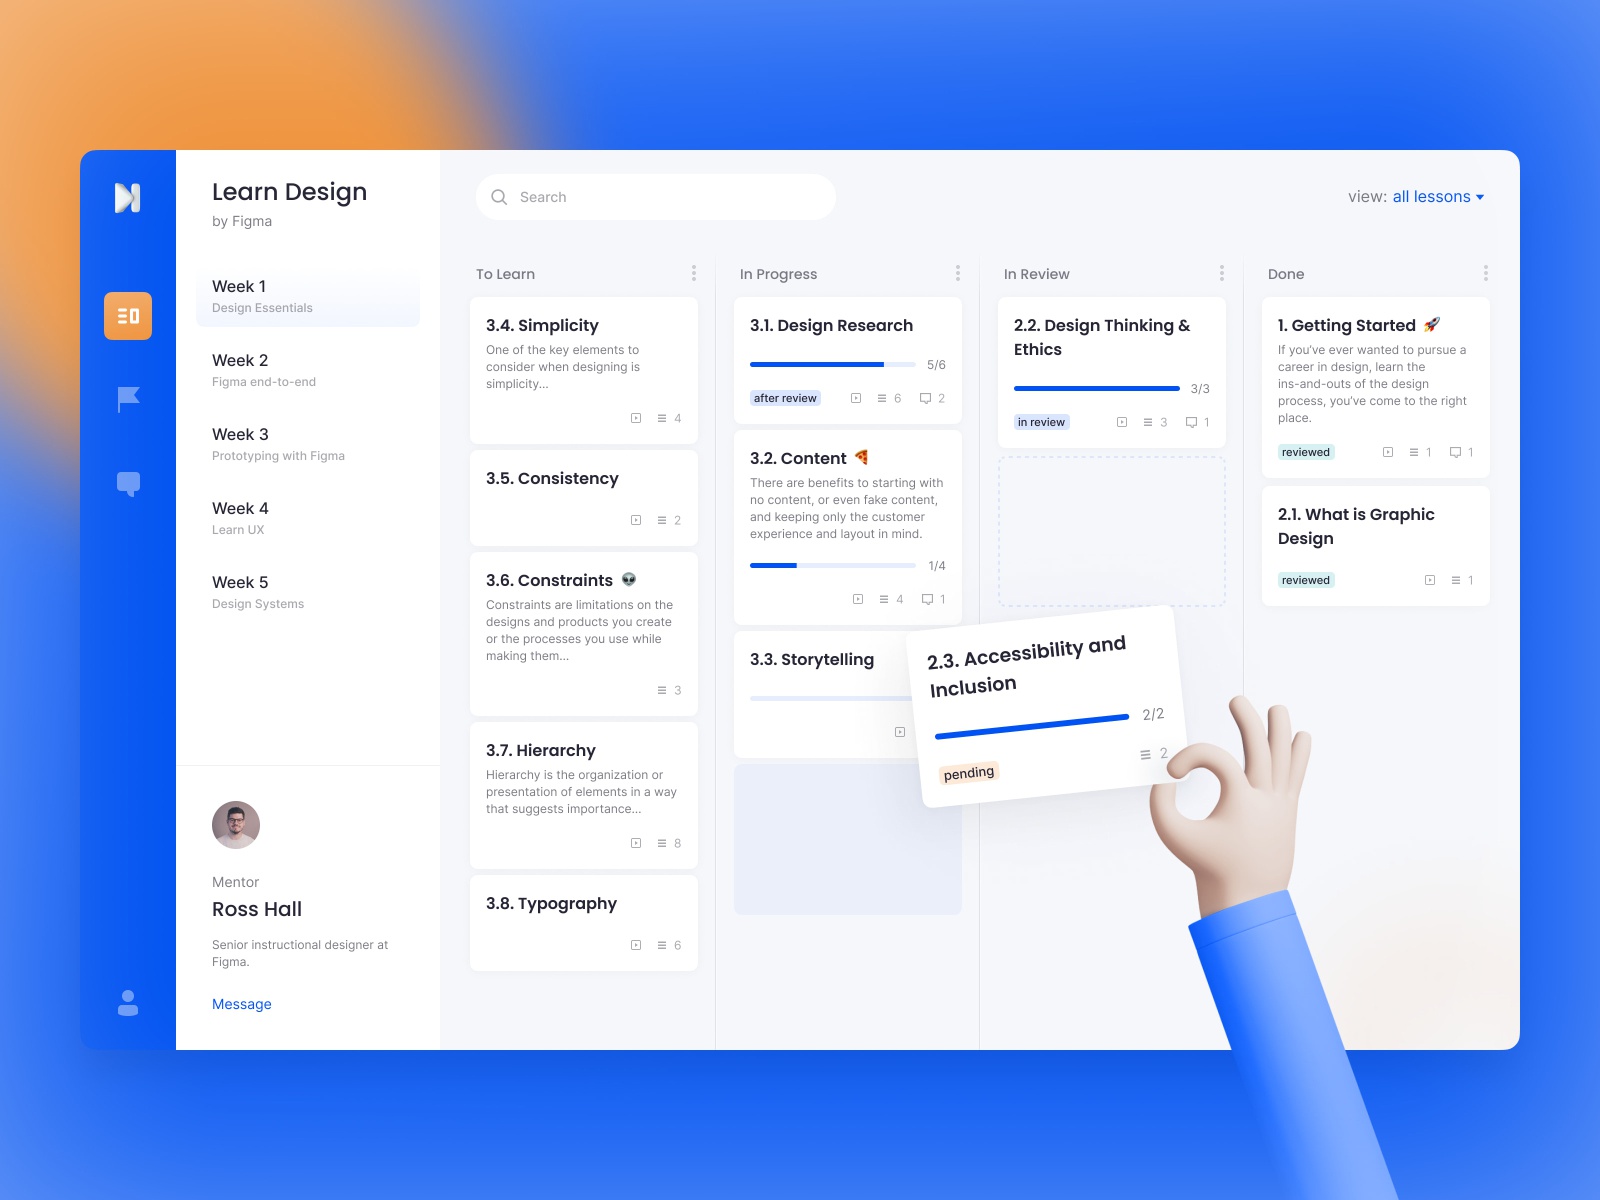 Learn Design
by Figma
Week 1
Design Essentials
Week 2
Figma end-to-end
Week 3
Prototyping with Figma
Week 4
Learn UX
Week 5
Design Systems
Mentor
Ross Hall
Senior instructional designer at
Figma.
Message
Search
view: all lessons
To Learn
3.4. Simplicity
One of the key elements to
consider when designing is
simplicity...
4
3.5. Consistency
2
3.6. Constraints
Constraints are limitations on the
designs and products you create
or the processes you use while
making them...
3
3.7. Hierarchy
Hierarchy is the organization or
presentation of elements in a way
that suggests importance...
8
3.8. Typography
6
In Progress
3.1. Design Research
5/6
after review 6 2
3.2. Content
There are benefits to starting with
no content, or even fake content,
and keeping only the customer
experience and layout in mind.
1/4
4 1
3.3. Storytelling
In Review
2.2. Design Thinking &
Ethics
3/3
in review 3 1
2.3. Accessibility and
Inclusion
2/2
pending 2
Done
1. Getting Started
If you've ever wanted to pursue a
career in design, learn the
ins-and-outs of the design
process, you've come to the right
place.
reviewed 1 1
2.1. What is Graphic
Design
reviewed 1